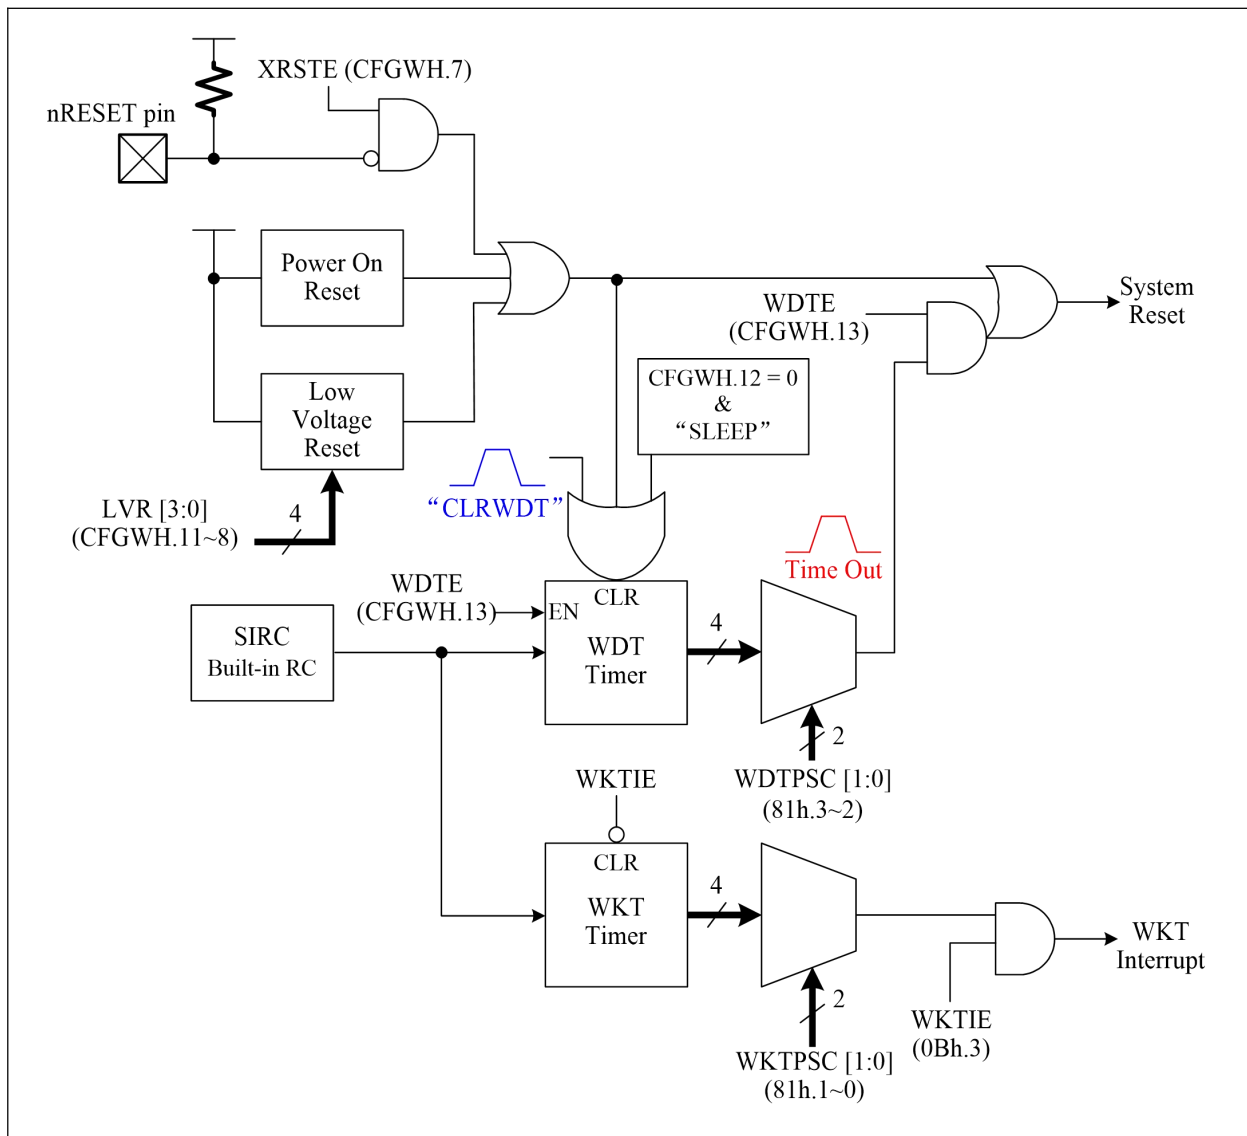 XRSTE (CFGWH.7)
nRESET pin
Power On
Reset
System
Reset
WDTE
(CFGWH.13)
Low
Voltage
Reset
CFGWH.12 = 0
&
“SLEEP”
“CLRWDT”
LVR [3:0]
(CFGWH.11~8)
4
Time Out
WDTE
(CFGWH.13)
EN
CLR
WDT
Timer
4
SIRC
Built-in RC
2
WDTPSC [1:0]
(81h.3~2)
WKTIE
CLR
WKT
Timer
4
WKT
Interrupt
2
WKTIE
(0Bh.3)
WKTPSC [1:0]
(81h.1~0)